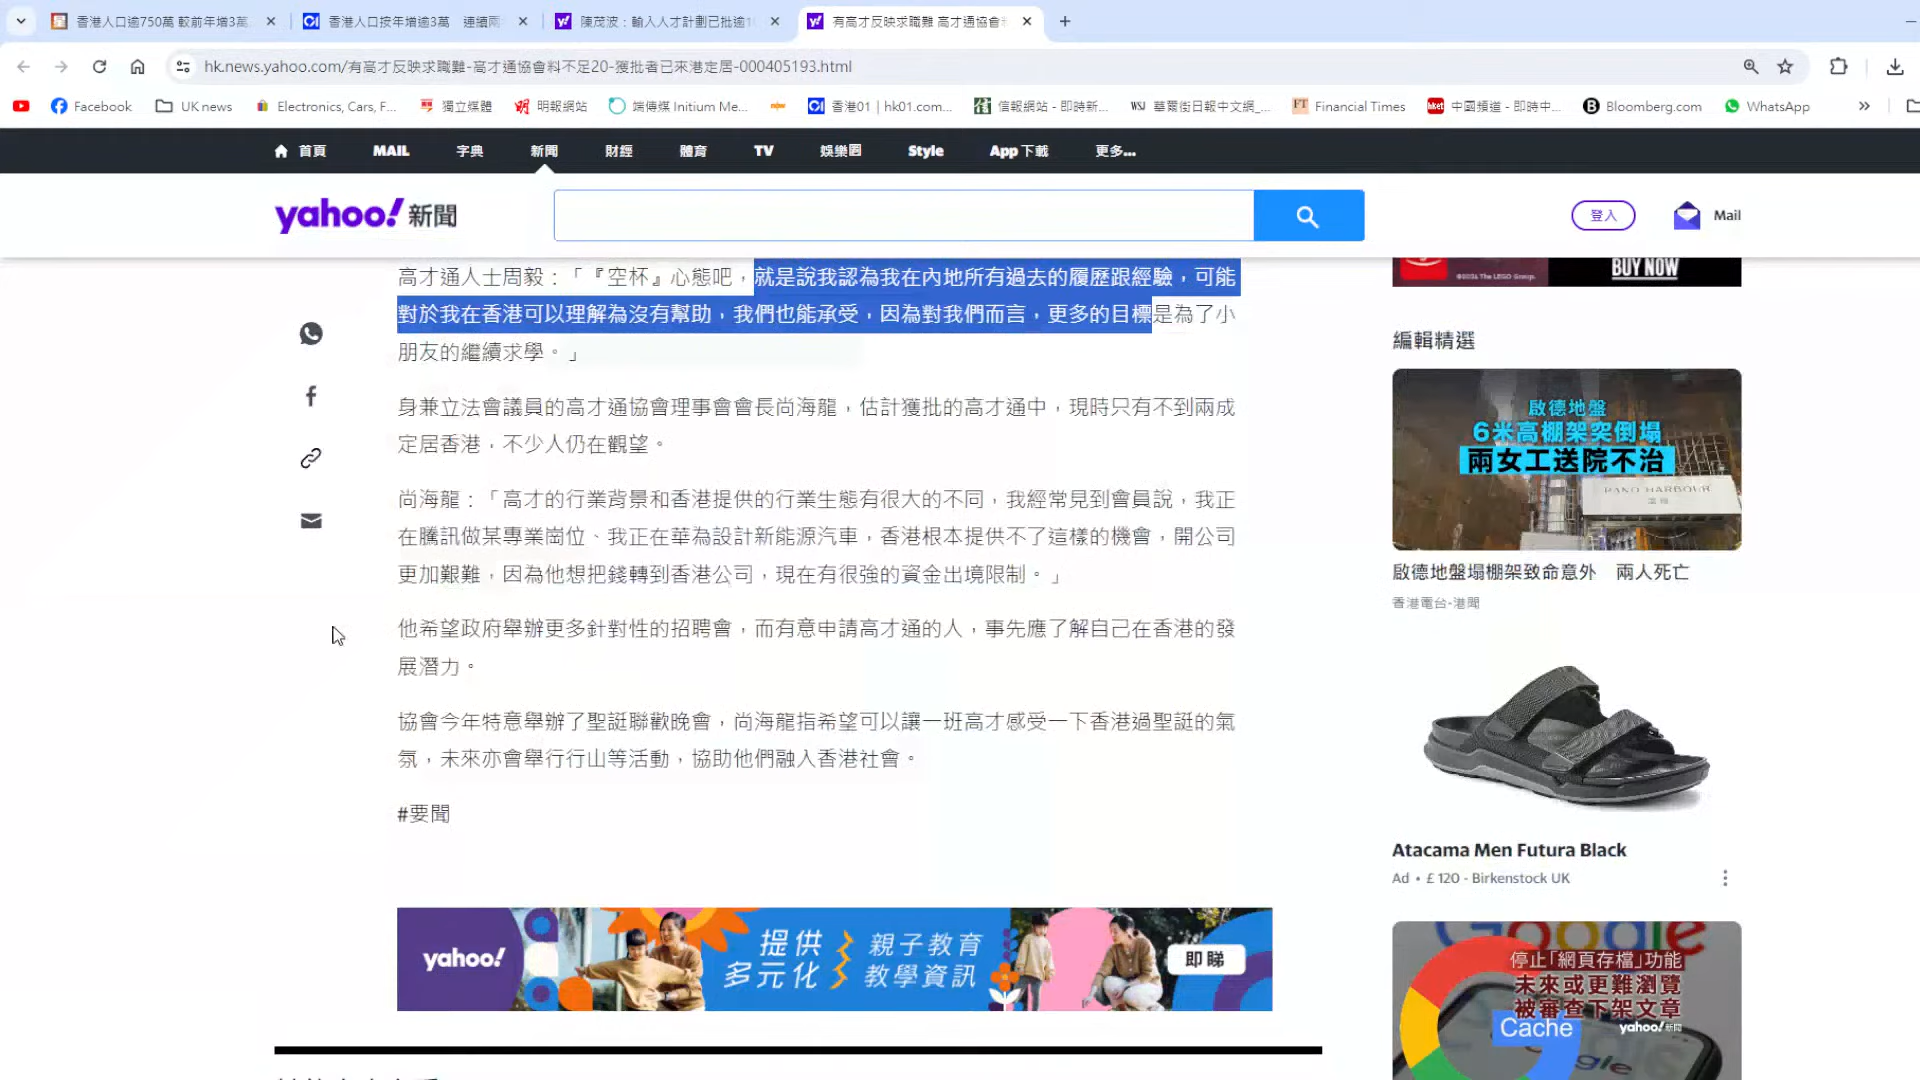 香港人口逾750萬 較前年增3萬
香港人口按年增逾3萬 連續兩
陳茂波：輸入人才計劃已批逾1
有高才反映求職難 高才通協會
hk.news.yahoo.com/有高才反映求職難-高才通協會料不足20-獲批者已來港定居-000405193.html
Facebook
UK news
Electronics, Cars, F...
獨立媒體
明報網站
端傳媒 Initium Me...
香港01 | hk01.com...
信報網站 - 即時新...
WSJ 華爾街日報中文網_...
FT Financial Times
hket 中國頻道 - 即時中...
Bloomberg.com
WhatsApp
首頁 MAIL 字典 新聞 財經 體育 TV 娛樂圈 Style App下載 更多...
yahoo!新聞
登入
Mail
高才通人士周毅：「『空杯』心態吧，就是說我認為我在內地所有過去的履歷跟經驗，可能
對於我在香港可以理解為沒有幫助，我們也能承受，因為對我們而言，更多的目標是為了小
朋友的繼續求學。」
身兼立法會議員的高才通協會理事會會長尚海龍，估計獲批的高才通中，現時只有不到兩成
定居香港，不少人仍在觀望。
尚海龍：「高才的行業背景和香港提供的行業生態有很大的不同，我經常見到會員說，我正
在騰訊做某專業崗位、我正在華為設計新能源汽車，香港根本提供不了這樣的機會，開公司
更加艱難，因為他想把錢轉到香港公司，現在有很強的資金出境限制。」
他希望政府舉辦更多針對性的招聘會，而有意申請高才通的人，事先應了解自己在香港的發
展潛力。
協會今年特意舉辦了聖誕聯歡晚會，尚海龍指希望可以讓一班高才感受一下香港過聖誕的氣
氛，未來亦會舉行行山等活動，協助他們融入香港社會。
#要聞
yahoo!
提供
多元化
親子教育
教學資訊
即睇
©2024 The LEGO Group.
BUY NOW
編輯精選
啟德地盤
6米高棚架突倒塌
兩女工送院不治
PANO HARBOUR
啟德地盤塌棚架致命意外 兩人死亡
香港電台-港聞
Atacama Men Futura Black
Ad • £ 120 - Birkenstock UK
Google
停止「網頁存檔」功能
未來或更難瀏覽
被審查下架文章
yahoo!新聞
Cache